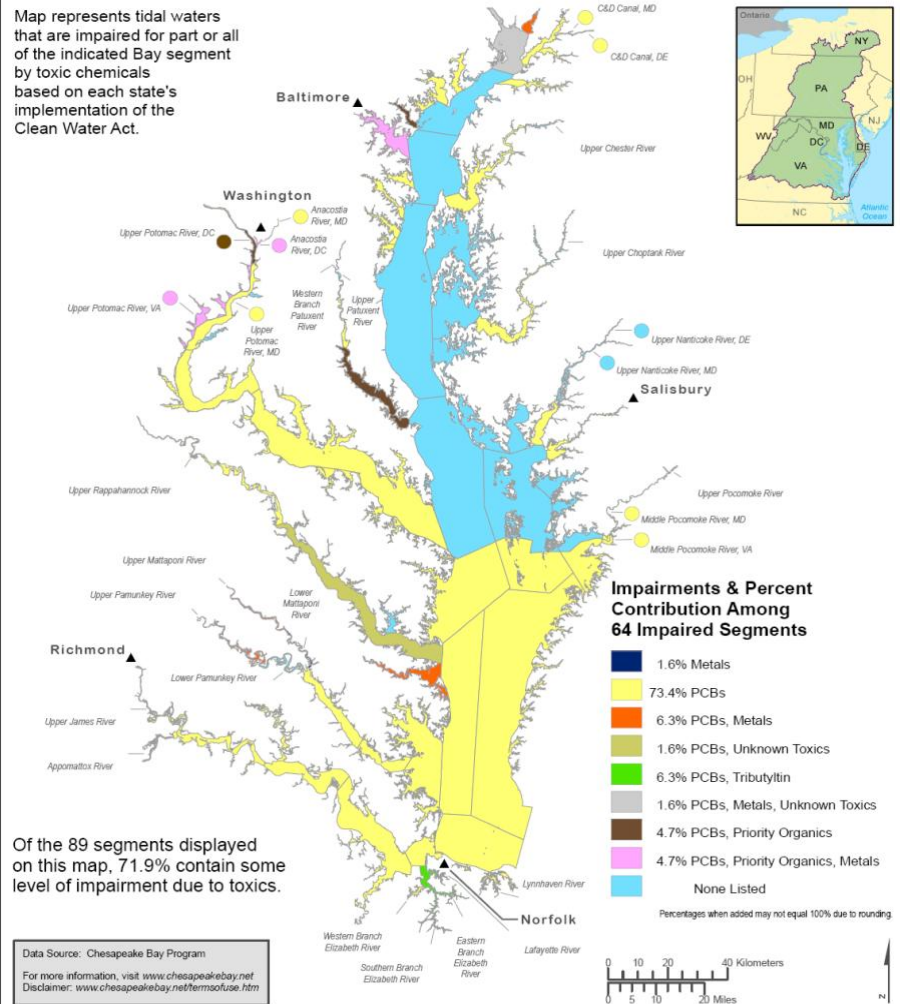 Map represents tidal waters
that are impaired for part or all
of the indicated Bay segment
by toxic chemicals
based on each state's
implementation of the
Clean Water Act.
C&D Canal, MD
C&D Canal, DE
Baltimore
Upper Chester River
Ontario
NY
OH
PA
NJ
MD
WV
DC
DE
VA
NC
Atlantic
Ocean
Washington
Anacostia
River, MD
Upper Potomac River, DC
Anacostia
River, DC
Upper Choptank River
Western
Branch
Patuxent
River
Upper
Patuxent
River
Upper Potomac River, VA
Upper
Potomac
River, MD
Upper Nanticoke River, DE
Upper Nanticoke River, MD
Salisbury
Upper Rappahannock River
Upper Pocomoke River
Middle Pocomoke River, MD
Middle Pocomoke River, VA
Upper Mattaponi River
Upper Pamunkey River
Lower
Mattaponi
River
Richmond
Lower Pamunkey River
Upper James River
Appomattox River
Impairments & Percent
Contribution Among
64 Impaired Segments
1.6% Metals
73.4% PCBs
6.3% PCBs, Metals
1.6% PCBs, Unknown Toxics
6.3% PCBs, Tributyltin
1.6% PCBs, Metals, Unknown Toxics
4.7% PCBs, Priority Organics
4.7% PCBs, Priority Organics, Metals
None Listed
Percentages when added may not equal 100% due to rounding.
Of the 89 segments displayed
on this map, 71.9% contain some
level of impairment due to toxics.
Lynnhaven River
Norfolk
Western Branch
Elizabeth River
Southern Branch
Elizabeth River
Eastern
Branch
Elizabeth
River
Lafayette River
Data Source: Chesapeake Bay Program
For more information, visit www.chesapeakebay.net
Disclaimer: www.chesapeakebay.net/termsofuse.htm
0 10 20 40 Kilometers
0 5 10 20 Miles
N